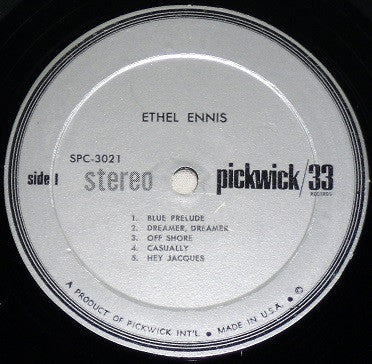 ETHEL ENNIS
SPC-3021
side 1 stereo pickwick/33
RECORDS
1. BLUE PRELUDE
2. DREAMER, DREAMER
3. OFF SHORE
4. CASUALLY
5. HEY JACQUES
A PRODUCT OF PICKWICK INT'L. • MADE IN U.S.A. • ©